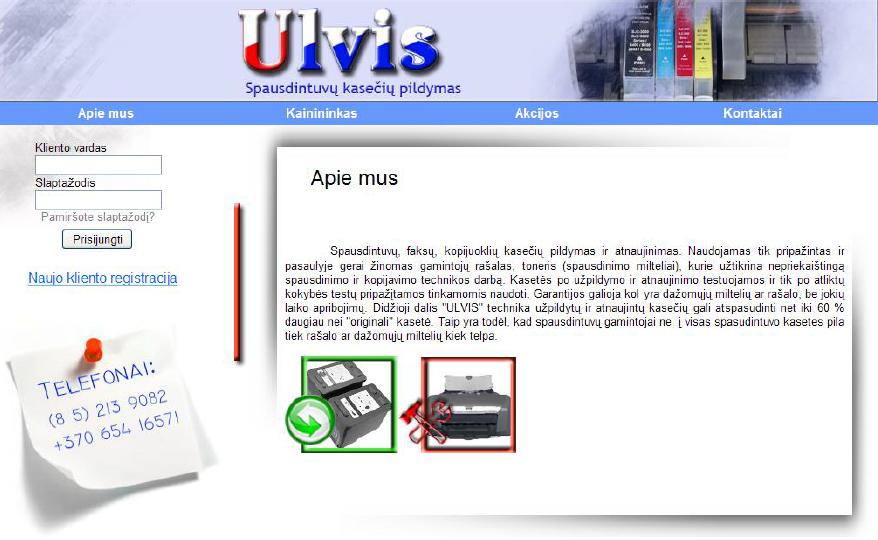 Ulvis
Spausdintuvų kasečių pildymas
Apie mus
Kainininkas
Akcijos
Kontaktai
Kliento vardas
Slaptažodis
Pamiršote slaptažodį?
Prisijungti
Naujo kliento registracija
TELEFONAI:
(8 5) 213 9082
+370 654 16571
Apie mus
Spausdintuvų, faksų, kopijuoklių kasečių pildymas ir atnaujinimas. Naudojamas tik pripažintas ir
pasaulyje gerai žinomas gamintojų rašalas, toneris (spausdinimo milteliai), kurie užtikrina nepriekaištingą
spausdinimo ir kopijavimo technikos darbą. Kasetės po užpildymo ir atnaujinimo testuojamos ir tik po atliktų
kokybės testų pripažįtamos tinkamomis naudoti. Garantijos galioja kol yra dažomųjų miltelių ar rašalo, be jokių
laiko apribojimų. Didžioji dalis "ULVIS" technika užpildytų ir atnaujintų kasečių gali atspasudinti net iki 60 %
daugiau nei "originali" kasetė. Taip yra todėl, kad spausdintuvų gamintojai ne į visas spasudintuvo kasetes pila
tiek rašalo ar dažomųjų miltelių kiek telpa.